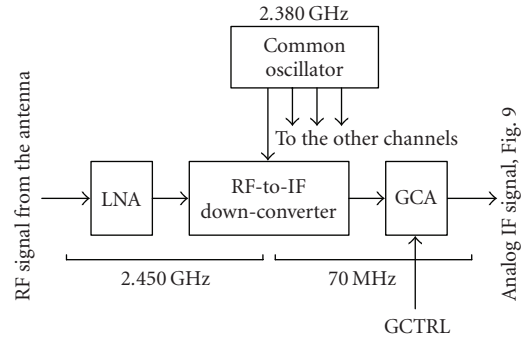 2.380 GHz
Common
oscillator
To the other channels
RF signal from the antenna
LNA
RF-to-IF
down-converter
GCA
Analog IF signal, Fig. 9
2.450 GHz
70 MHz
GCTRL